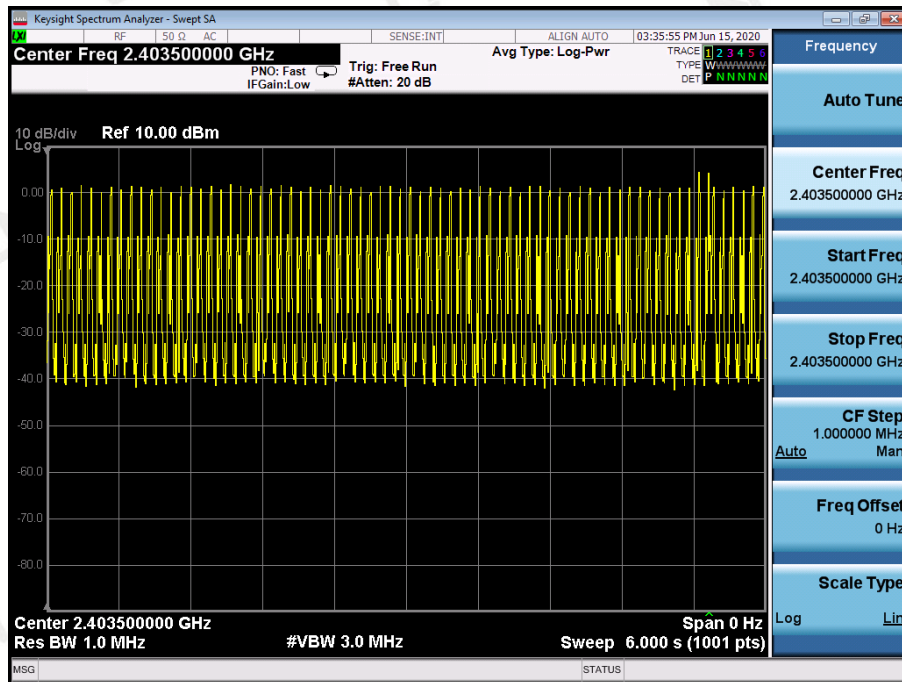 Keysight Spectrum Analyzer - Swept SA
LXI RF 50 Ω AC SENSE:INT ALIGN AUTO 03:35:55 PM Jun 15, 2020
Center Freq 2.403500000 GHz
PNO: Fast
IFGain:Low
Trig: Free Run
#Atten: 20 dB
Avg Type: Log-Pwr
TRACE 1 2 3 4 5 6
TYPE WWWWWW
DET P N N N N N
10 dB/div Ref 10.00 dBm
Log
0.00
-10.0
-20.0
-30.0
-40.0
-50.0
-60.0
-70.0
-80.0
Center 2.403500000 GHz Span 0 Hz
Res BW 1.0 MHz #VBW 3.0 MHz Sweep 6.000 s (1001 pts)
MSG STATUS
Frequency
Auto Tune
Center Freq
2.403500000 GHz
Start Freq
2.403500000 GHz
Stop Freq
2.403500000 GHz
CF Step
1.000000 MHz
Auto Man
Freq Offset
0 Hz
Scale Type
Log Lin